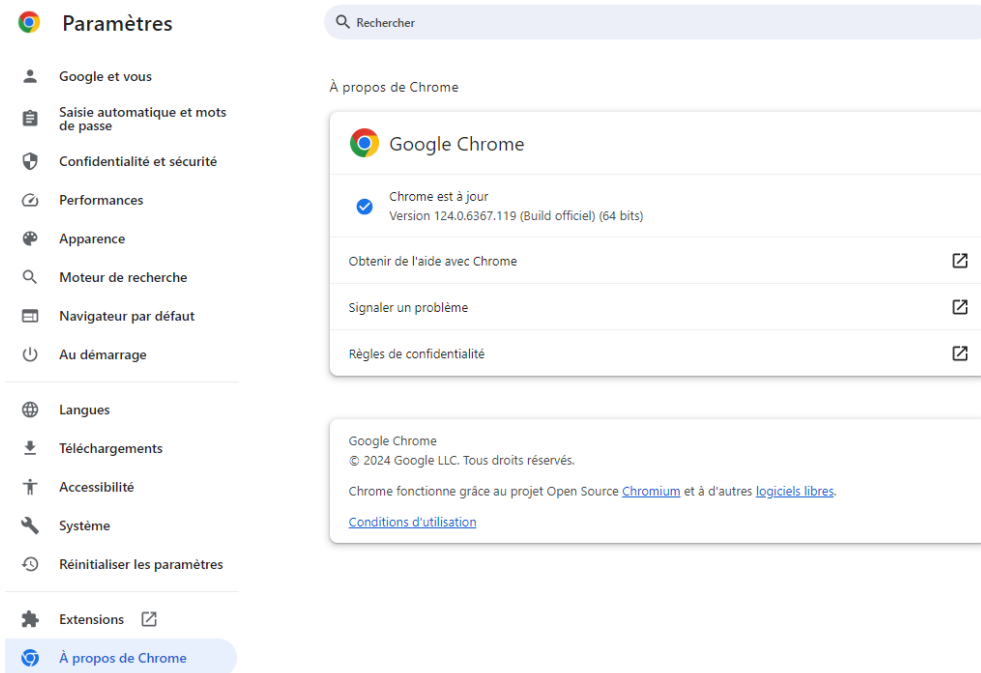 Paramètres
Rechercher
Google et vous
Saisie automatique et mots
de passe
Confidentialité et sécurité
Performances
Apparence
Moteur de recherche
Navigateur par défaut
Au démarrage
Langues
Téléchargements
Accessibilité
Système
Réinitialiser les paramètres
Extensions
À propos de Chrome
À propos de Chrome
Google Chrome
Chrome est à jour
Version 124.0.6367.119 (Build officiel) (64 bits)
Obtenir de l'aide avec Chrome
Signaler un problème
Règles de confidentialité
Google Chrome
© 2024 Google LLC. Tous droits réservés.
Chrome fonctionne grâce au projet Open Source Chromium et à d'autres logiciels libres.
Conditions d'utilisation